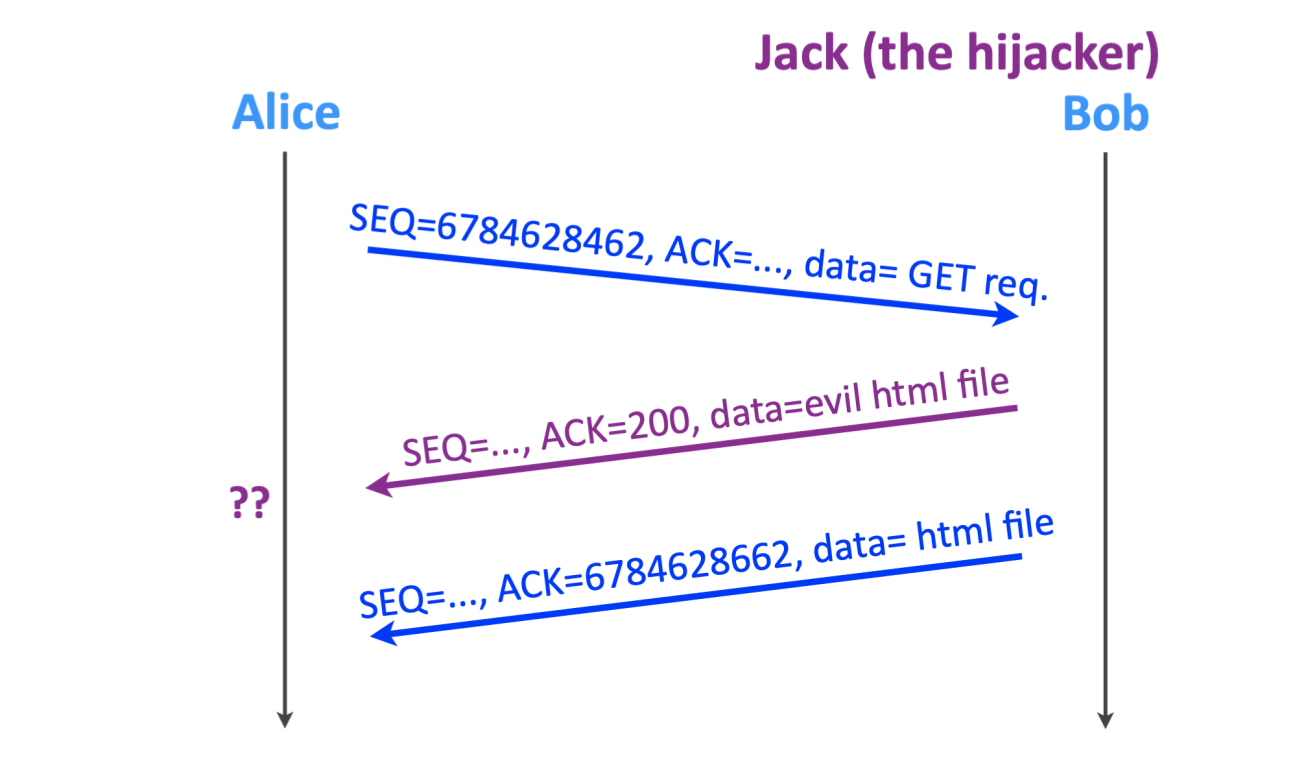 Jack (the hijacker)
Alice
Bob
SEQ=6784628462, ACK=..., data= GET req.
SEQ=..., ACK=200, data=evil html file
??
SEQ=..., ACK=6784628662, data= html file